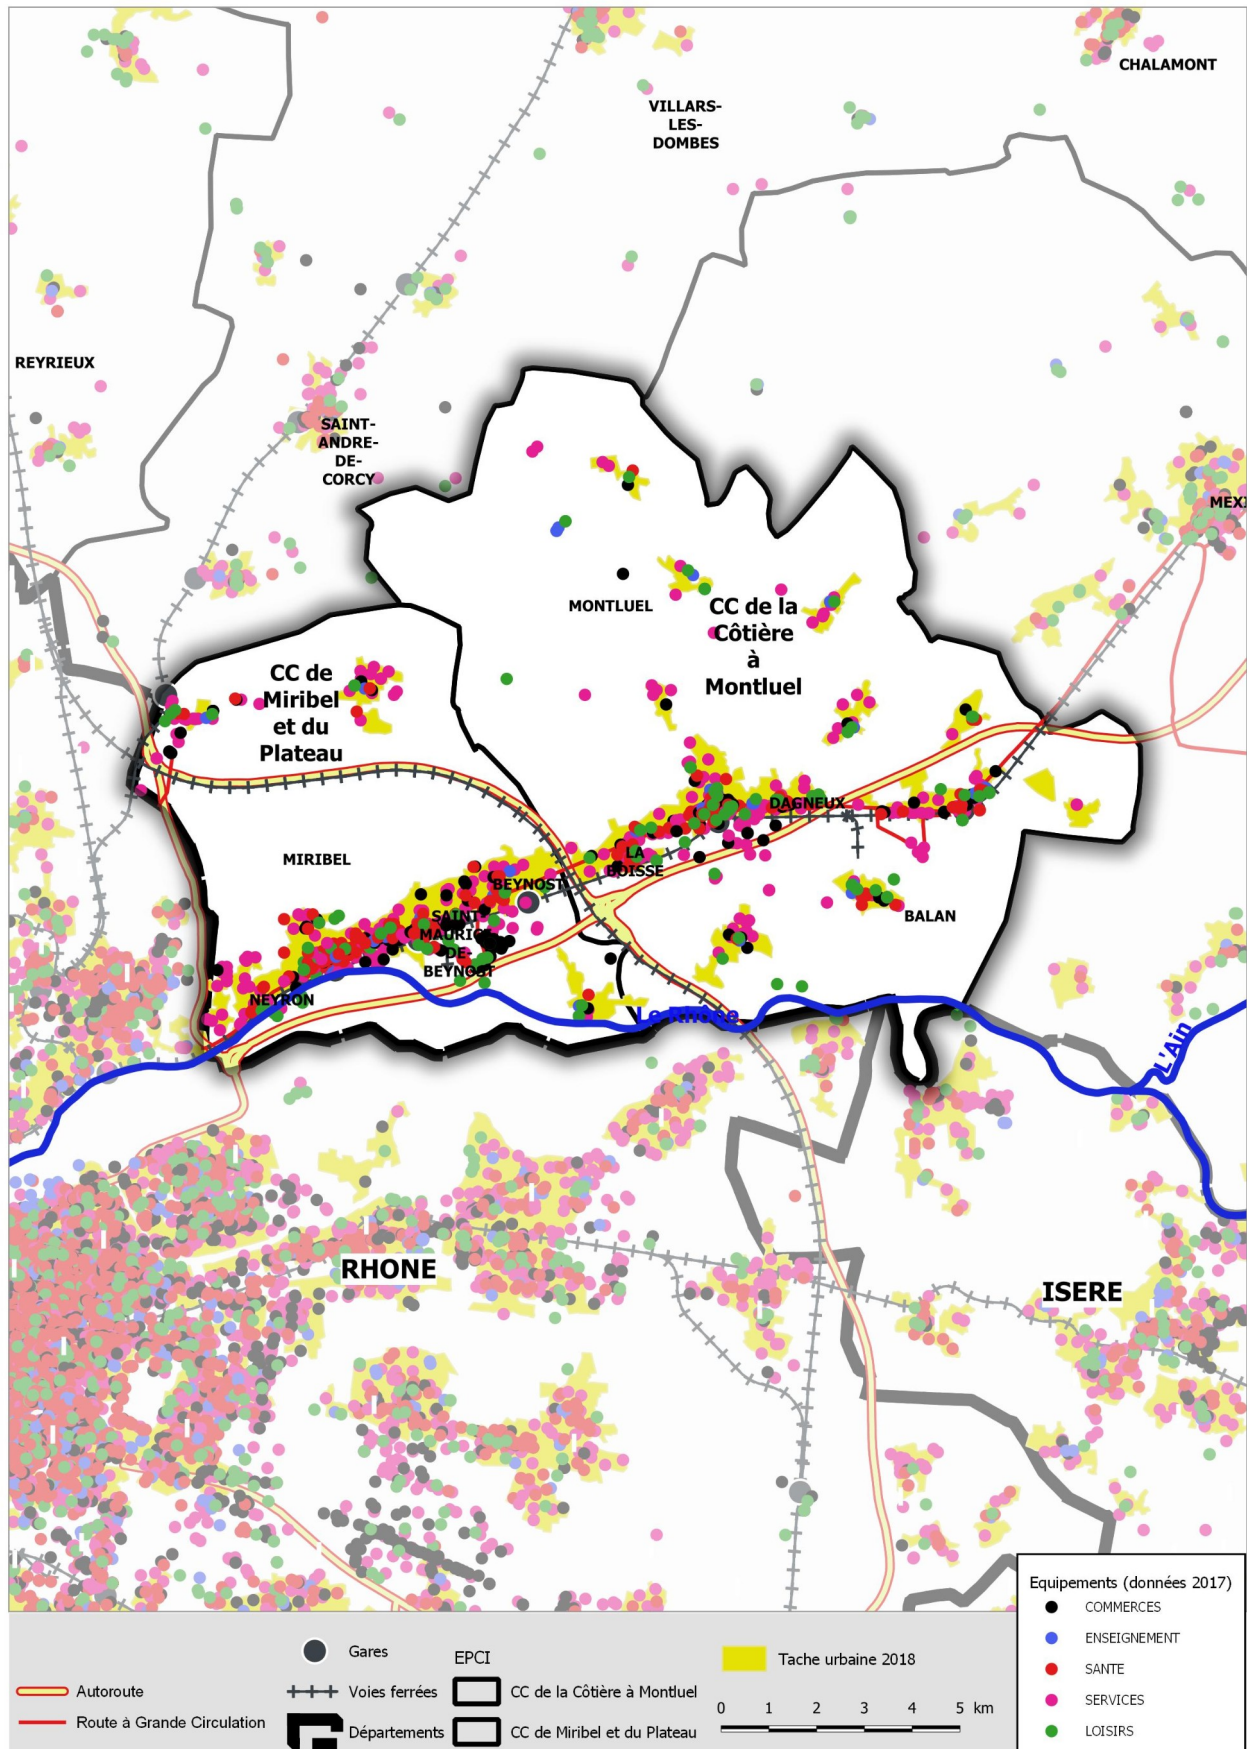 CHALAMONT
VILLARS-
LES-
DOMBES
REYRIEUX
SAINT-
ANDRE-
DE-
CORCY
MEXI
MONTLUEL
CC de la
Côtière
à
Montluel
CC de
Miribel
et du
Plateau
DAGNEUX
MIRIBEL
LA
BOISSE
BEYNOST
SAINT-
MAURICE-
DE-
BEYNOST
BALAN
NEYRON
Le Rhône
L'Ain
RHONE
ISERE
Equipements (données 2017)
COMMERCES
ENSEIGNEMENT
SANTE
SERVICES
LOISIRS
Gares
EPCI
Tache urbaine 2018
Autoroute
Voies ferrées
CC de la Côtière à Montluel
0 1 2 3 4 5 km
Route à Grande Circulation
Départements
CC de Miribel et du Plateau